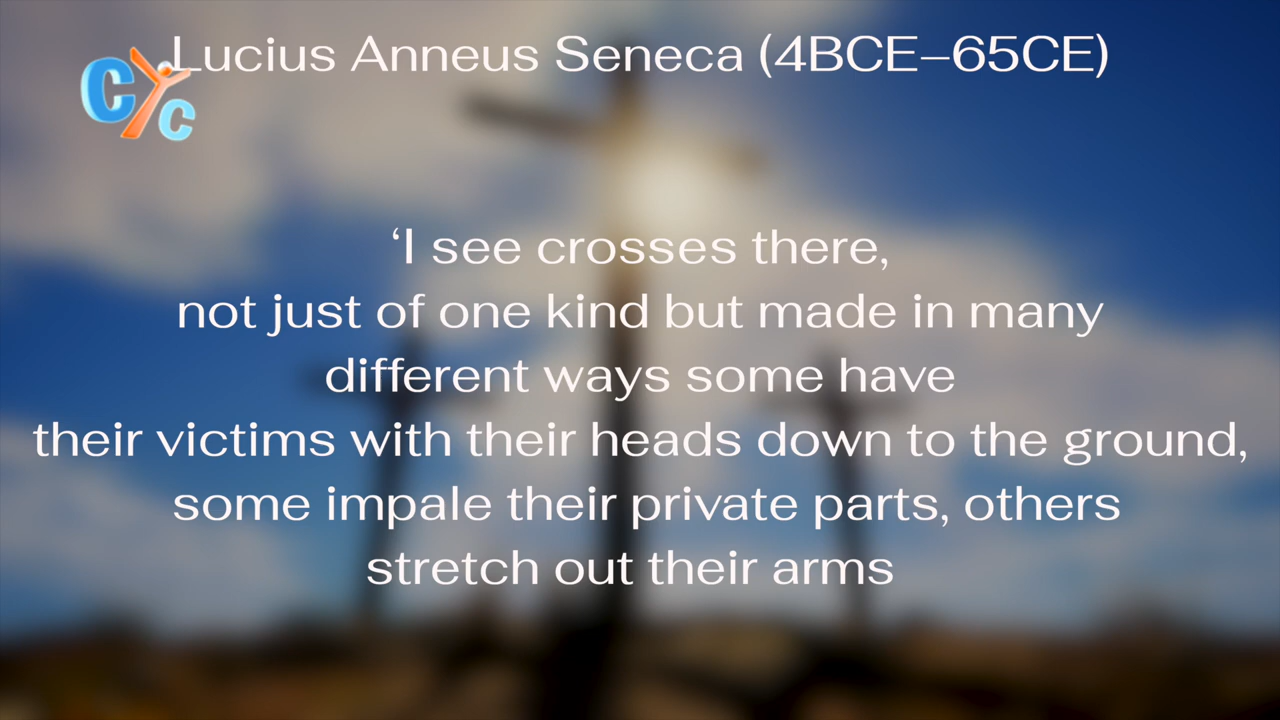 Lucius Anneus Seneca (4BCE–65CE)
CYC
‘I see crosses there,
not just of one kind but made in many
different ways some have
their victims with their heads down to the ground,
some impale their private parts, others
stretch out their arms